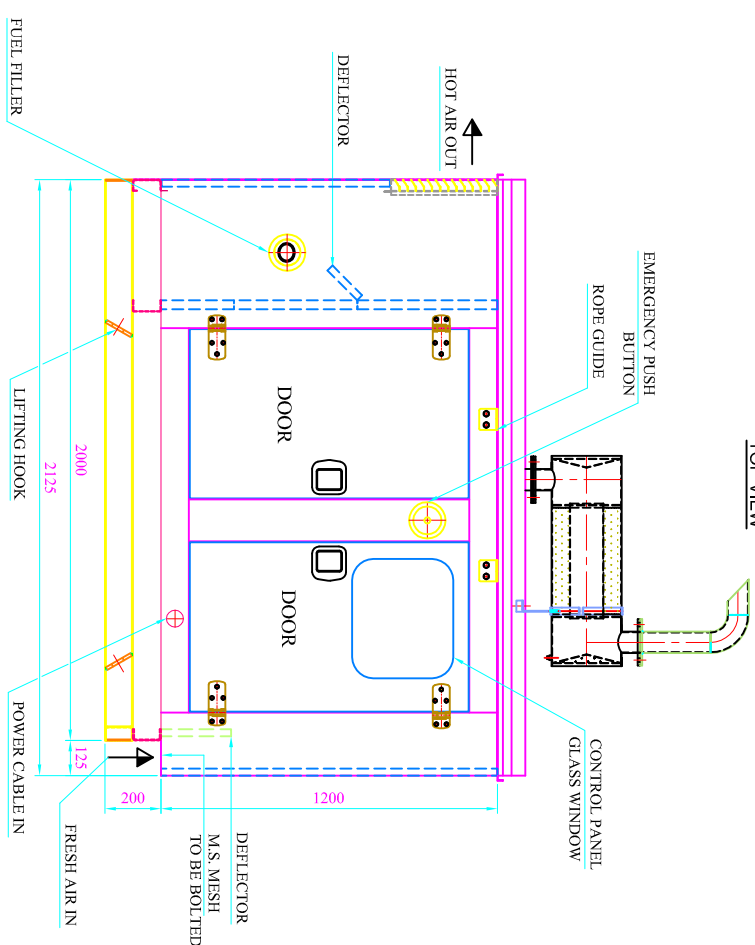 TOP VIEW
EMERGENCY PUSH
BUTTON
ROPE GUIDE
HOT AIR OUT
DEFLECTOR
FUEL FILLER
CONTROL PANEL
GLASS WINDOW
DOOR
DOOR
1200
200
125
2000
2125
LIFTING HOOK
POWER CABLE IN
FRESH AIR IN
M.S. MESH
TO BE BOLTED
DEFLECTOR